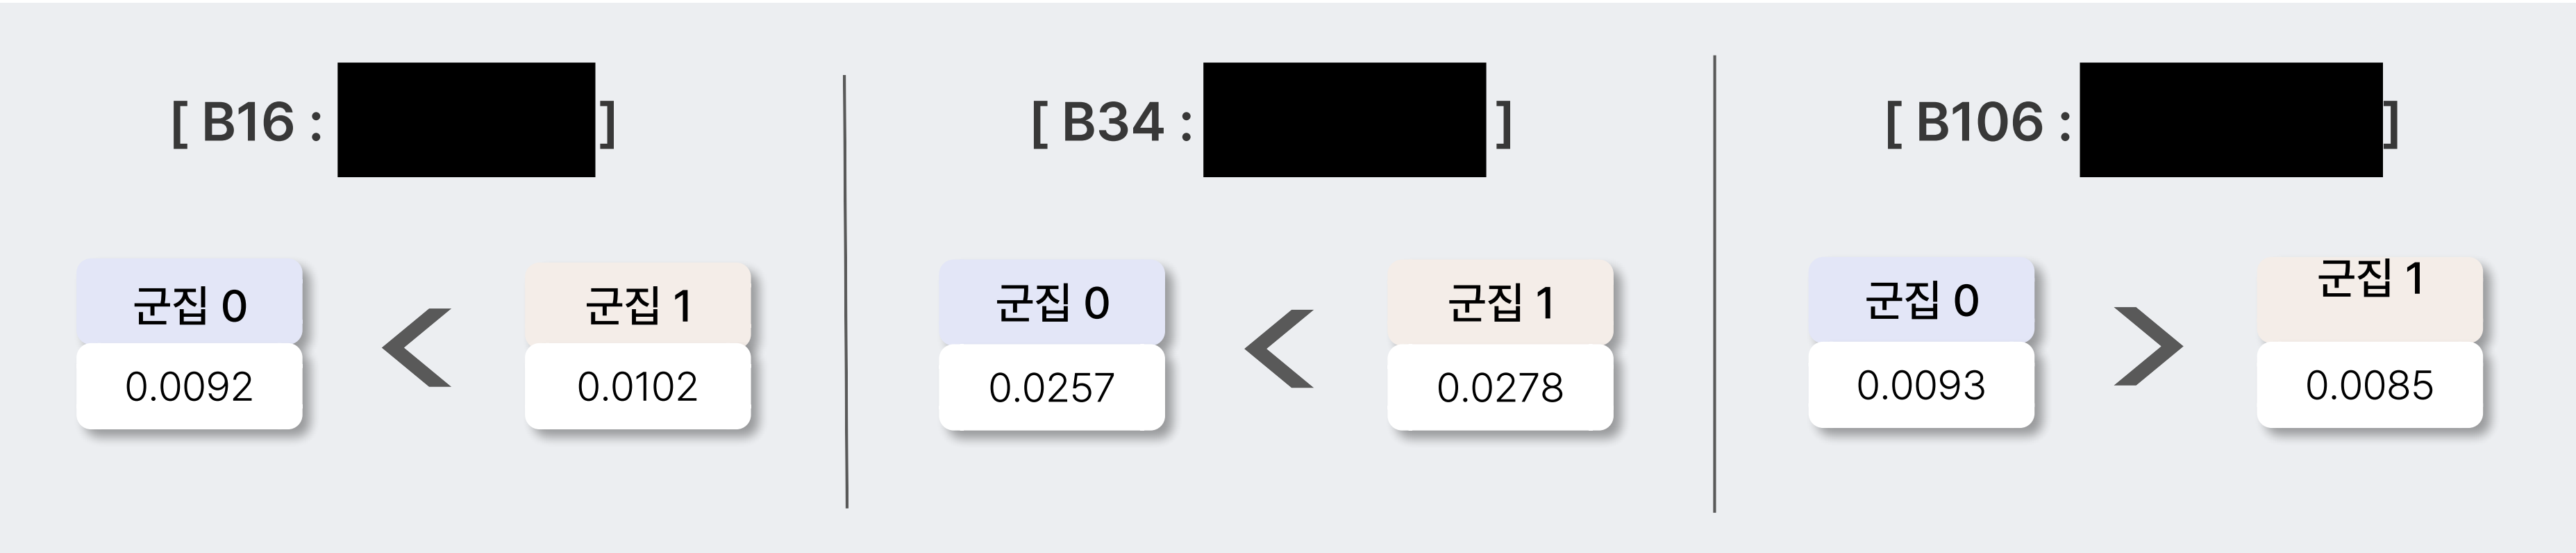 [ B16 : ]
[ B34 : ]
[ B106 : ]
군집 0
0.0092
<
군집 1
0.0102
군집 0
0.0257
<
군집 1
0.0278
군집 0
0.0093
>
군집 1
0.0085